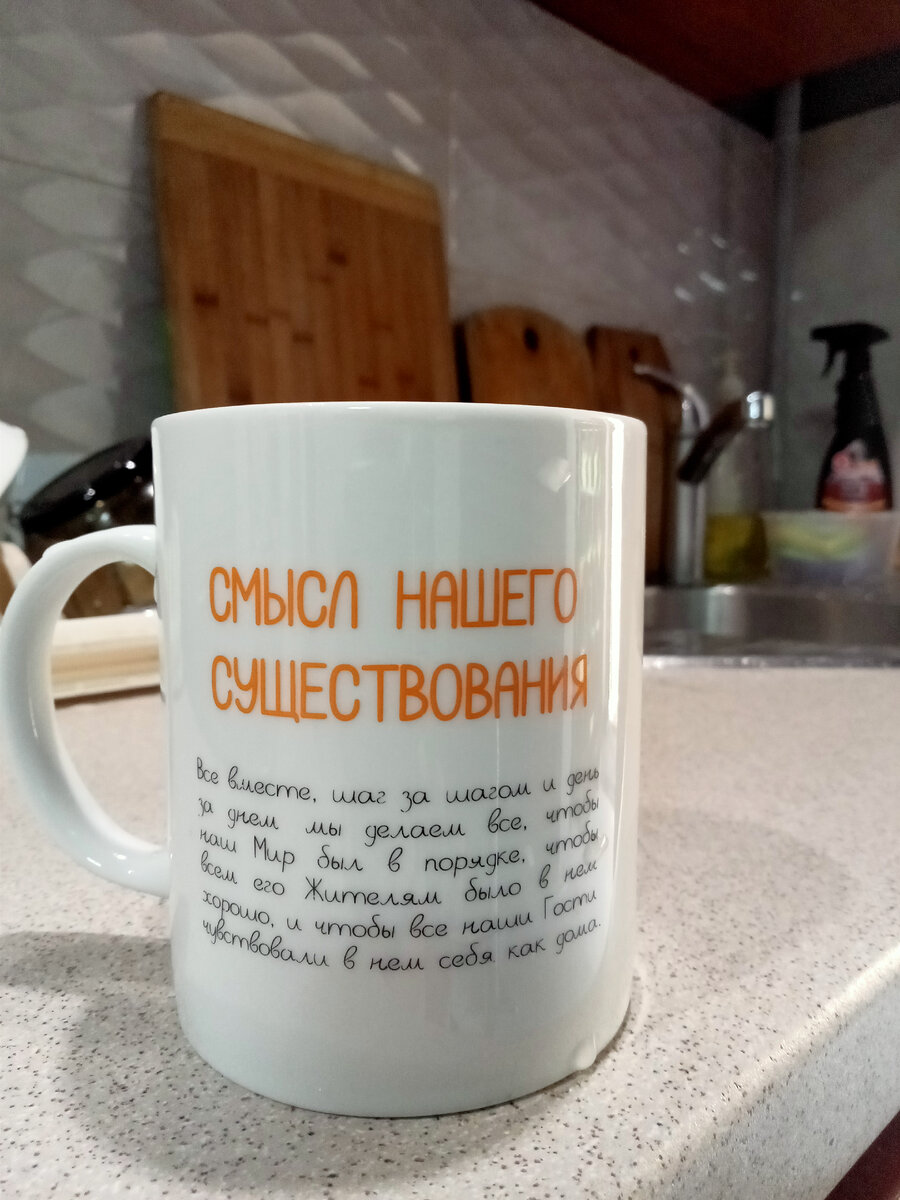 СМЫСЛ НАШЕГО
СУЩЕСТВОВАНИЯ
Все вместе, шаг за шагом и день
за днем мы делаем все, чтобы
наш Мир был в порядке, чтобы
всем его Жителям было в нем
хорошо, и чтобы все наши Гости
чувствовали в нем себя как дома.